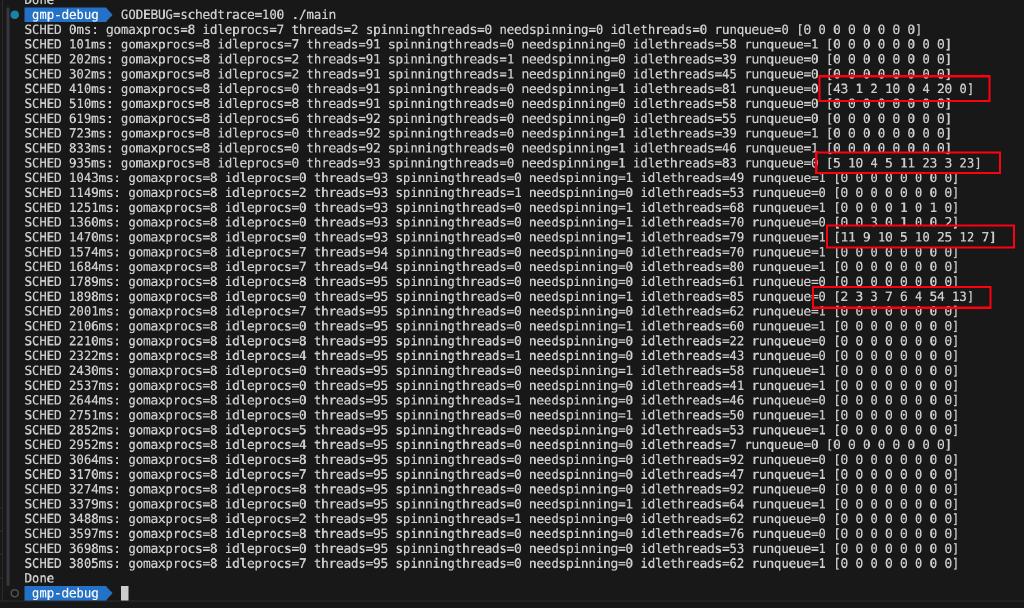 Done
gmp-debug GODEBUG=schedtrace=100 ./main
SCHED 0ms: gomaxprocs=8 idleprocs=7 threads=2 spinningthreads=0 needspinning=0 idlethreads=0 runqueue=0 [0 0 0 0 0 0 0 0]
SCHED 101ms: gomaxprocs=8 idleprocs=7 threads=91 spinningthreads=0 needspinning=0 idlethreads=58 runqueue=1 [0 0 0 0 0 0 0 0]
SCHED 202ms: gomaxprocs=8 idleprocs=2 threads=91 spinningthreads=1 needspinning=0 idlethreads=39 runqueue=0 [0 0 0 0 0 0 0 0]
SCHED 302ms: gomaxprocs=8 idleprocs=2 threads=91 spinningthreads=1 needspinning=0 idlethreads=45 runqueue=0 [0 0 0 0 0 0 0 0]
SCHED 410ms: gomaxprocs=8 idleprocs=0 threads=91 spinningthreads=0 needspinning=1 idlethreads=81 runqueue=0 [43 1 2 10 0 4 20 0]
SCHED 510ms: gomaxprocs=8 idleprocs=8 threads=91 spinningthreads=0 needspinning=0 idlethreads=58 runqueue=0 [0 0 0 0 0 0 0 0]
SCHED 619ms: gomaxprocs=8 idleprocs=6 threads=92 spinningthreads=0 needspinning=0 idlethreads=55 runqueue=0 [0 0 0 0 0 0 0 0]
SCHED 723ms: gomaxprocs=8 idleprocs=0 threads=92 spinningthreads=0 needspinning=1 idlethreads=39 runqueue=1 [0 0 0 0 0 0 0 0]
SCHED 833ms: gomaxprocs=8 idleprocs=0 threads=92 spinningthreads=0 needspinning=1 idlethreads=46 runqueue=1 [0 0 0 0 0 0 0 0]
SCHED 935ms: gomaxprocs=8 idleprocs=0 threads=93 spinningthreads=0 needspinning=1 idlethreads=83 runqueue=0 [5 10 4 5 11 23 3 23]
SCHED 1043ms: gomaxprocs=8 idleprocs=0 threads=93 spinningthreads=0 needspinning=1 idlethreads=49 runqueue=1 [0 0 0 0 0 0 0 0]
SCHED 1149ms: gomaxprocs=8 idleprocs=2 threads=93 spinningthreads=1 needspinning=0 idlethreads=53 runqueue=0 [0 0 0 0 0 0 0 0]
SCHED 1251ms: gomaxprocs=8 idleprocs=0 threads=93 spinningthreads=0 needspinning=1 idlethreads=68 runqueue=1 [0 0 0 0 1 0 1 0]
SCHED 1360ms: gomaxprocs=8 idleprocs=0 threads=93 spinningthreads=0 needspinning=1 idlethreads=70 runqueue=0 [0 0 3 0 1 0 0 2]
SCHED 1470ms: gomaxprocs=8 idleprocs=0 threads=93 spinningthreads=0 needspinning=1 idlethreads=79 runqueue=1 [11 9 10 5 10 25 12 7]
SCHED 1574ms: gomaxprocs=8 idleprocs=7 threads=94 spinningthreads=0 needspinning=0 idlethreads=70 runqueue=1 [0 0 0 0 0 0 0 0]
SCHED 1684ms: gomaxprocs=8 idleprocs=7 threads=94 spinningthreads=0 needspinning=0 idlethreads=80 runqueue=1 [0 0 0 0 0 0 0 0]
SCHED 1789ms: gomaxprocs=8 idleprocs=8 threads=95 spinningthreads=0 needspinning=0 idlethreads=61 runqueue=0 [0 0 0 0 0 0 0 0]
SCHED 1898ms: gomaxprocs=8 idleprocs=0 threads=95 spinningthreads=0 needspinning=1 idlethreads=85 runqueue=0 [2 3 3 7 6 4 54 13]
SCHED 2001ms: gomaxprocs=8 idleprocs=7 threads=95 spinningthreads=0 needspinning=0 idlethreads=62 runqueue=1 [0 0 0 0 0 0 0 0]
SCHED 2106ms: gomaxprocs=8 idleprocs=0 threads=95 spinningthreads=0 needspinning=1 idlethreads=60 runqueue=1 [0 0 0 0 0 0 0 0]
SCHED 2210ms: gomaxprocs=8 idleprocs=8 threads=95 spinningthreads=0 needspinning=0 idlethreads=22 runqueue=0 [0 0 0 0 0 0 0 0]
SCHED 2322ms: gomaxprocs=8 idleprocs=4 threads=95 spinningthreads=1 needspinning=0 idlethreads=43 runqueue=0 [0 0 0 0 0 0 0 0]
SCHED 2430ms: gomaxprocs=8 idleprocs=0 threads=95 spinningthreads=0 needspinning=1 idlethreads=58 runqueue=1 [0 0 0 0 0 0 0 0]
SCHED 2537ms: gomaxprocs=8 idleprocs=8 threads=95 spinningthreads=0 needspinning=0 idlethreads=41 runqueue=0 [0 0 0 0 0 0 0 0]
SCHED 2644ms: gomaxprocs=8 idleprocs=0 threads=95 spinningthreads=1 needspinning=0 idlethreads=46 runqueue=0 [0 0 0 0 0 0 0 0]
SCHED 2751ms: gomaxprocs=8 idleprocs=0 threads=95 spinningthreads=0 needspinning=1 idlethreads=50 runqueue=1 [0 0 0 0 0 0 0 0]
SCHED 2852ms: gomaxprocs=8 idleprocs=5 threads=95 spinningthreads=0 needspinning=0 idlethreads=53 runqueue=1 [0 0 0 0 0 0 0 0]
SCHED 2952ms: gomaxprocs=8 idleprocs=4 threads=95 spinningthreads=0 needspinning=0 idlethreads=7 runqueue=0 [0 0 0 0 0 0 0 0]
SCHED 3064ms: gomaxprocs=8 idleprocs=8 threads=95 spinningthreads=0 needspinning=0 idlethreads=92 runqueue=0 [0 0 0 0 0 0 0 0]
SCHED 3170ms: gomaxprocs=8 idleprocs=7 threads=95 spinningthreads=0 needspinning=0 idlethreads=47 runqueue=1 [0 0 0 0 0 0 0 0]
SCHED 3274ms: gomaxprocs=8 idleprocs=8 threads=95 spinningthreads=0 needspinning=0 idlethreads=92 runqueue=0 [0 0 0 0 0 0 0 0]
SCHED 3379ms: gomaxprocs=8 idleprocs=0 threads=95 spinningthreads=0 needspinning=1 idlethreads=64 runqueue=1 [0 0 0 0 0 0 0 0]
SCHED 3488ms: gomaxprocs=8 idleprocs=2 threads=95 spinningthreads=1 needspinning=0 idlethreads=62 runqueue=0 [0 0 0 0 0 0 0 0]
SCHED 3597ms: gomaxprocs=8 idleprocs=8 threads=95 spinningthreads=0 needspinning=0 idlethreads=76 runqueue=0 [0 0 0 0 0 0 0 0]
SCHED 3698ms: gomaxprocs=8 idleprocs=0 threads=95 spinningthreads=0 needspinning=0 idlethreads=53 runqueue=1 [0 0 0 0 0 0 0 0]
SCHED 3805ms: gomaxprocs=8 idleprocs=7 threads=95 spinningthreads=0 needspinning=0 idlethreads=62 runqueue=1 [0 0 0 0 0 0 0 0]
Done
gmp-debug